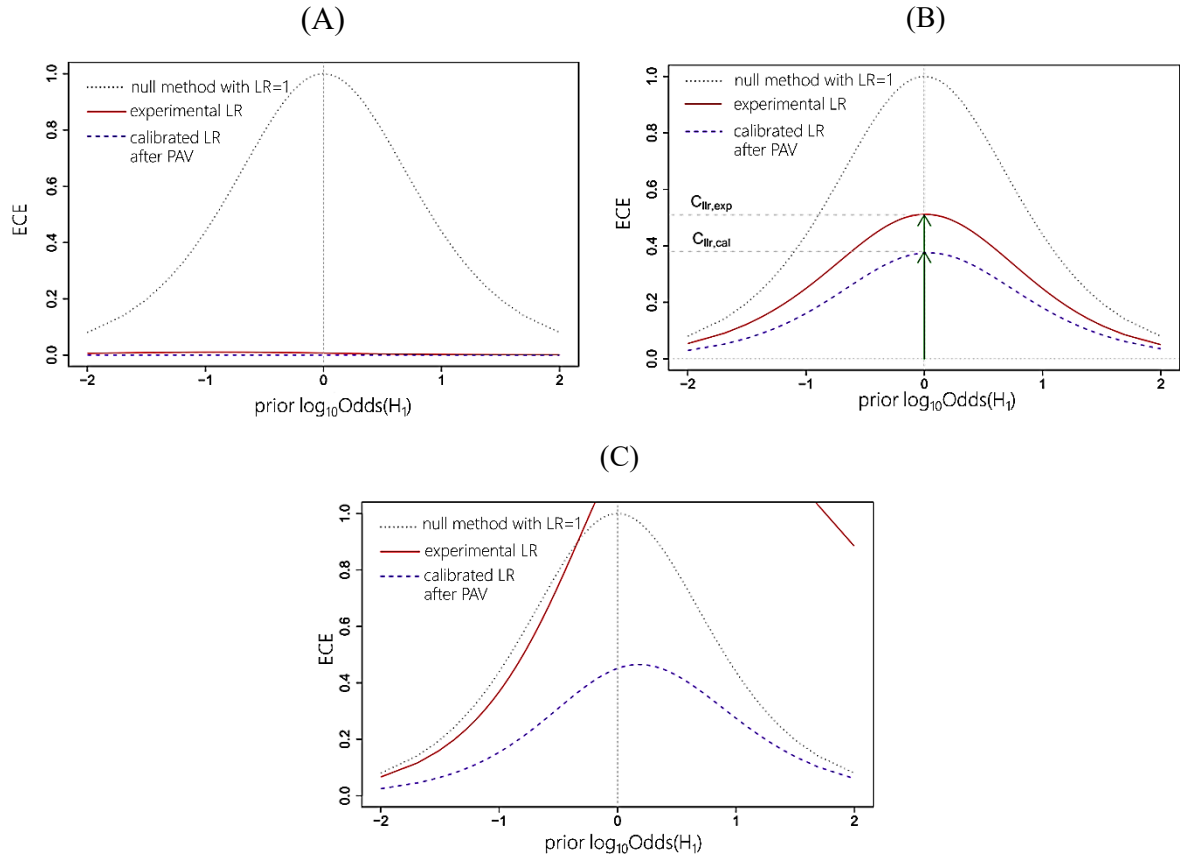 (A)
(B)
null method with LR=1
experimental LR
calibrated LR
after PAV
ECE
0.0
0.2
0.4
0.6
0.8
1.0
-2
-1
0
1
2
prior log₁₀Odds(H₁)
null method with LR=1
experimental LR
calibrated LR
after PAV
Cllr,exp
Cllr,cal
ECE
0.0
0.2
0.4
0.6
0.8
1.0
-2
-1
0
1
2
prior log₁₀Odds(H₁)
(C)
null method with LR=1
experimental LR
calibrated LR
after PAV
ECE
0.0
0.2
0.4
0.6
0.8
1.0
-2
-1
0
1
2
prior log₁₀Odds(H₁)